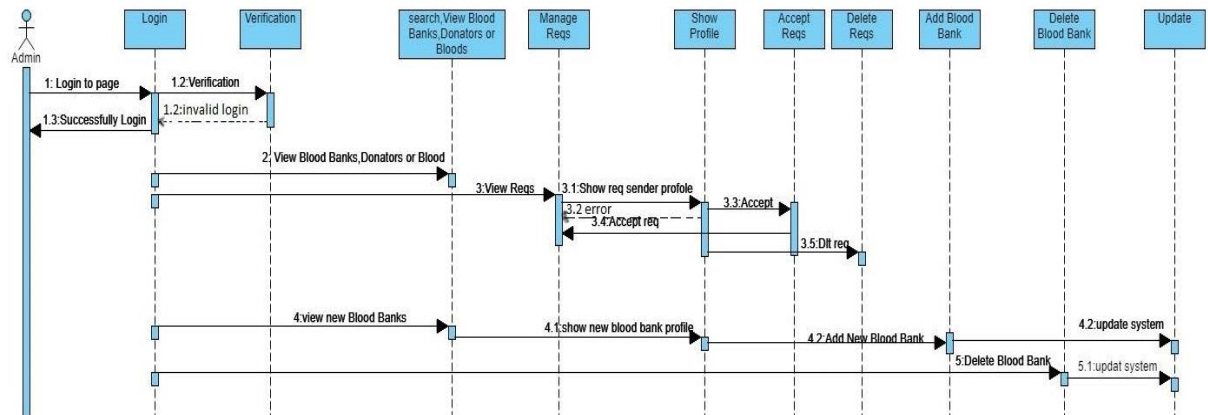 Login
Verification
search,View Blood
Banks,Donators or
Bloods
Manage
Reqs
Show
Profile
Accept
Reqs
Delete
Reqs
Add Blood
Bank
Delete
Blood Bank
Update
Admin
1: Login to page
1.2:Verification
1.2:invalid login
1.3:Successfully Login
2: View Blood Banks,Donators or Blood
3:View Reqs
3.1:Show req sender profole
3.3:Accept
3.2 error
3.4:Accept req
3.5:Dlt req
4:view new Blood Banks
4.1:show new blood bank profile
4.2:Add New Blood Bank
4.2:update system
5:Delete Blood Bank
5.1:updat system